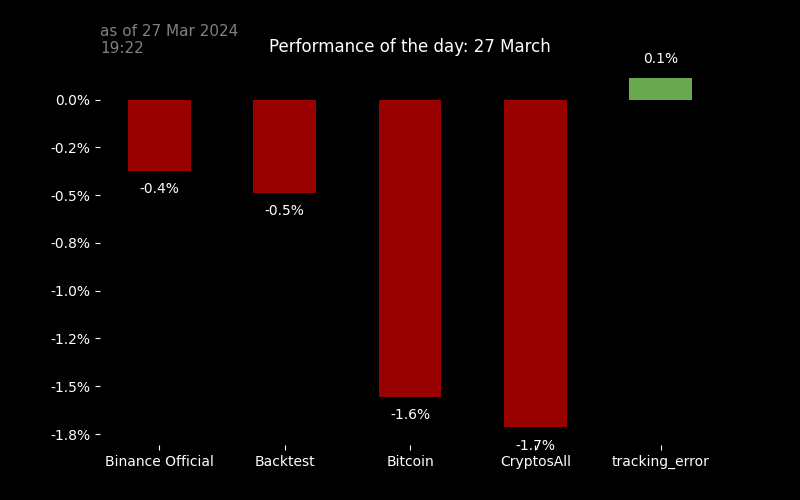 as of 27 Mar 2024
19:22
Performance of the day: 27 March
0.1%
0.0%
-0.2%
-0.4%
-0.5%
-0.5%
-0.8%
-1.0%
-1.2%
-1.5%
-1.6%
-1.8%
-1.7%
Binance Official
Backtest
Bitcoin
CryptosAll
tracking_error